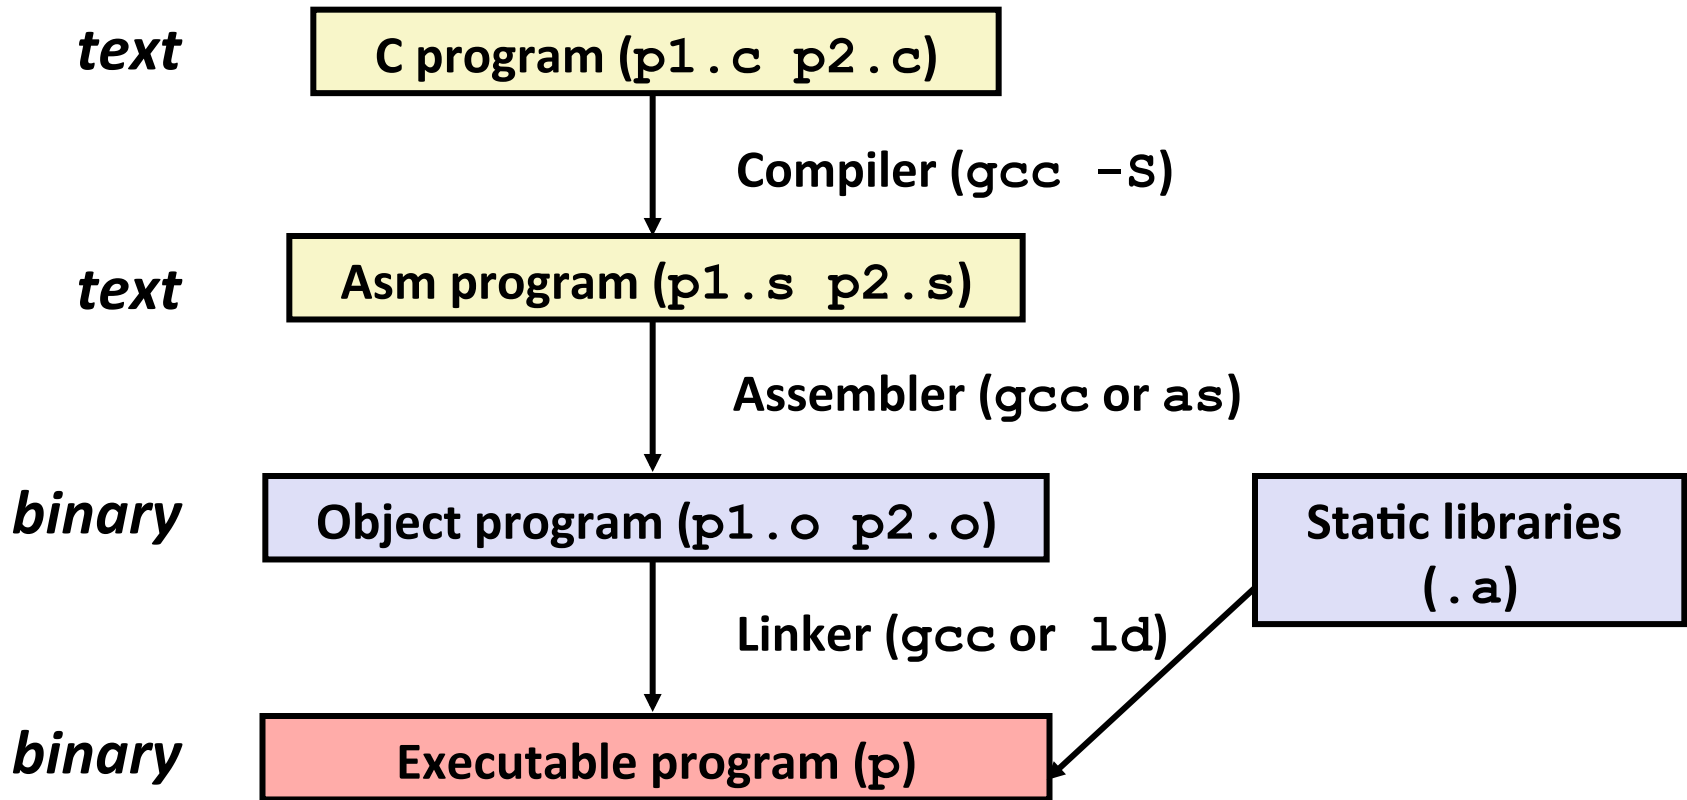 text
C program (p1.c p2.c)
Compiler (gcc -S)
text
Asm program (p1.s p2.s)
Assembler (gcc or as)
binary
Object program (p1.o p2.o)
Static libraries
(.a)
Linker (gcc or ld)
binary
Executable program (p)